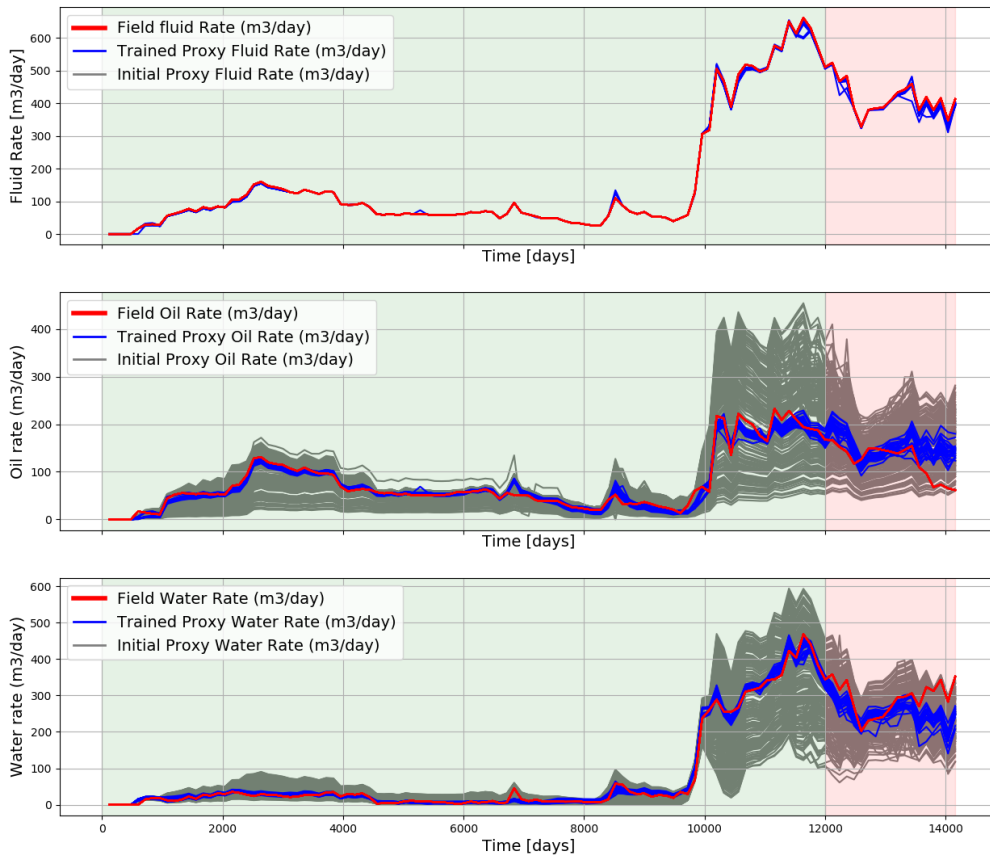 Field fluid Rate (m3/day)
Trained Proxy Fluid Rate (m3/day)
Initial Proxy Fluid Rate (m3/day)
Fluid Rate [m3/day]
600
500
400
300
200
100
0
Time [days]
Field Oil Rate (m3/day)
Trained Proxy Oil Rate (m3/day)
Initial Proxy Oil Rate (m3/day)
Oil rate (m3/day)
400
300
200
100
0
Time [days]
Field Water Rate (m3/day)
Trained Proxy Water Rate (m3/day)
Initial Proxy Water Rate (m3/day)
Water rate (m3/day)
600
500
400
300
200
100
0
0 2000 4000 6000 8000 10000 12000 14000
Time [days]